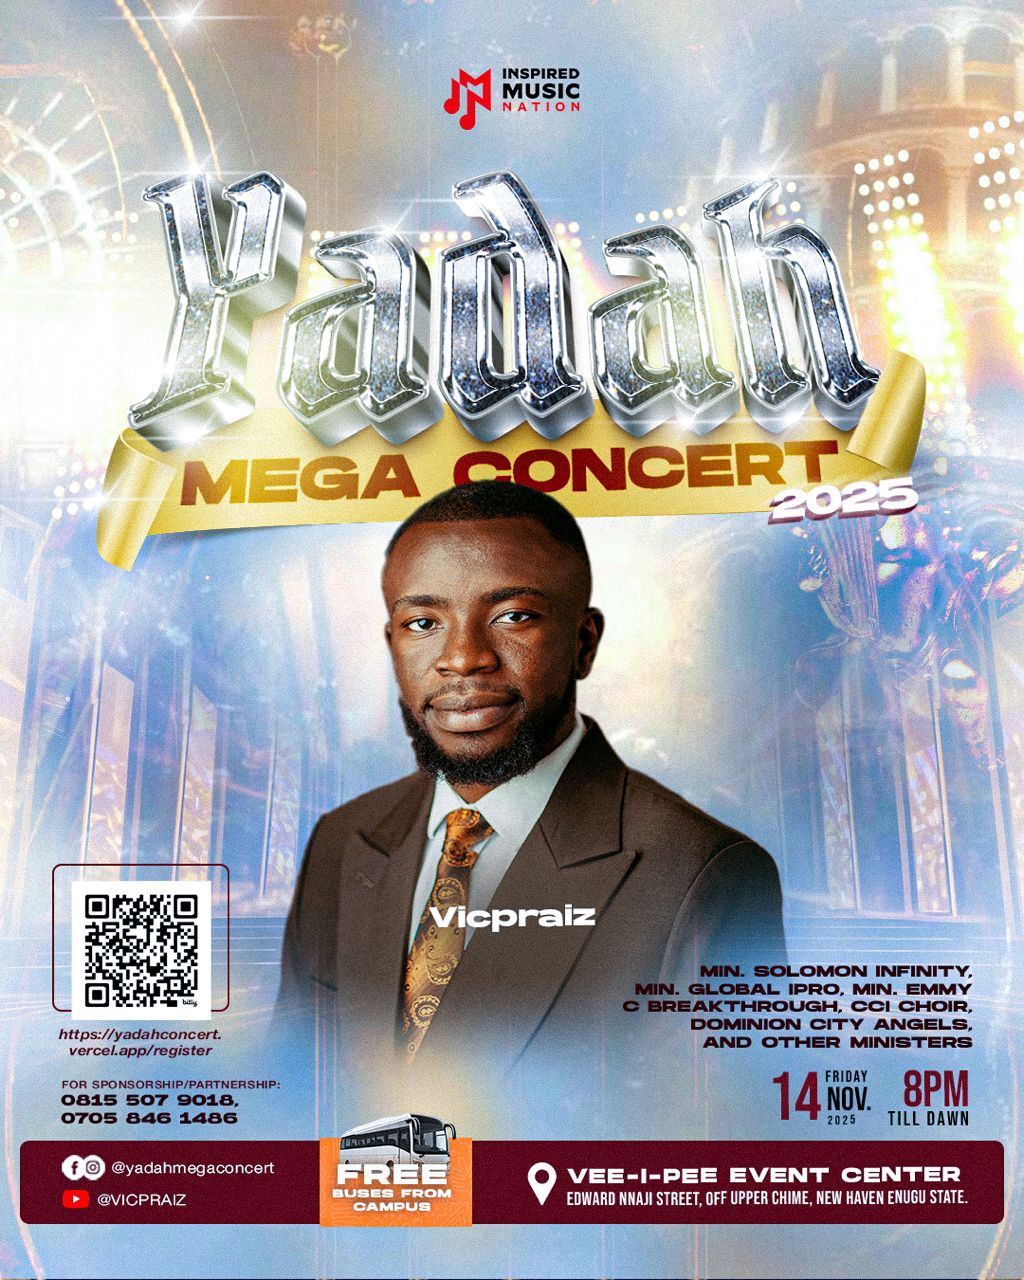 INSPIRED
MUSIC
NATION
Yadah
MEGA CONCERT
2025
Vicpraiz
bitly
https://yadahconcert.
vercel.app/register
FOR SPONSORSHIP/PARTNERSHIP:
0815 507 9018,
0705 846 1486
MIN. SOLOMON INFINITY,
MIN. GLOBAL IPRO, MIN. EMMY
C BREAKTHROUGH, CCI CHOIR,
DOMINION CITY ANGELS,
AND OTHER MINISTERS
14 FRIDAY
NOV.
2025
8PM
TILL DAWN
@yadahmegaconcert
@VICPRAIZ
FREE
BUSES FROM
CAMPUS
VEE-I-PEE EVENT CENTER
EDWARD NNAJI STREET, OFF UPPER CHIME, NEW HAVEN ENUGU STATE.